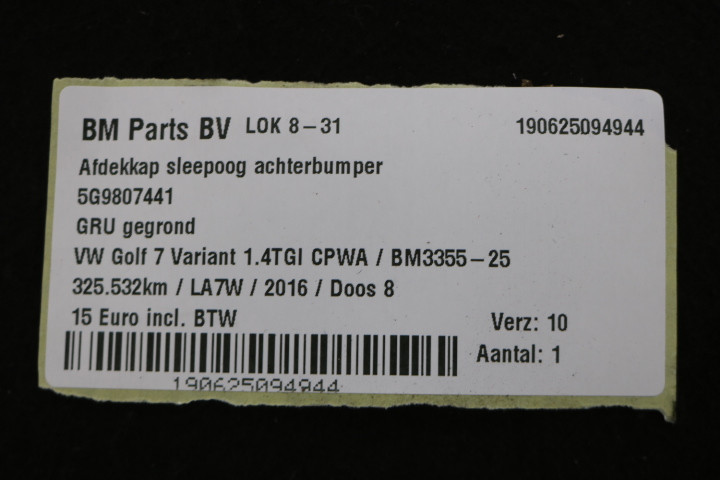 BM Parts BV LOK 8-31 190625094944
Afdekkap sleepoog achterbumper
5G9807441
GRU gegrond
VW Golf 7 Variant 1.4TGI CPWA / BM3355-25
325.532km / LA7W / 2016 / Doos 8
15 Euro incl. BTW Verz: 10
Aantal: 1
190625094944